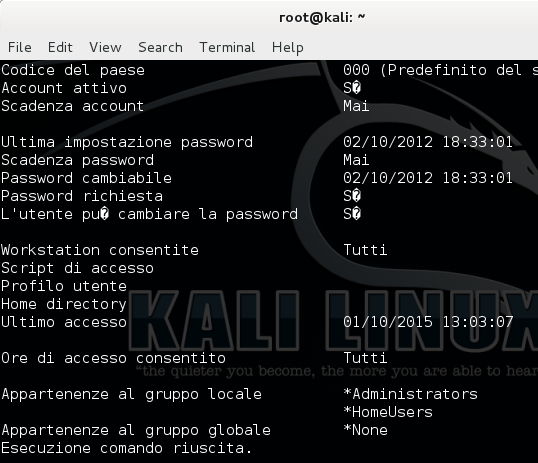 root@kali: ~
File Edit View Search Terminal Help
Codice del paese 000 (Predefinito del s
Account attivo S�
Scadenza account Mai
Ultima impostazione password 02/10/2012 18:33:01
Scadenza password Mai
Password cambiabile 02/10/2012 18:33:01
Password richiesta S�
L'utente pu� cambiare la password S�
Workstation consentite Tutti
Script di accesso
Profilo utente
Home directory
Ultimo accesso 01/10/2015 13:03:07
KALI LINUX
Ore di accesso consentito Tutti
"the quieter you become, the more you are able to hear
Appartenenze al gruppo locale *Administrators
*HomeUsers
Appartenenze al gruppo globale *None
Esecuzione comando riuscita.